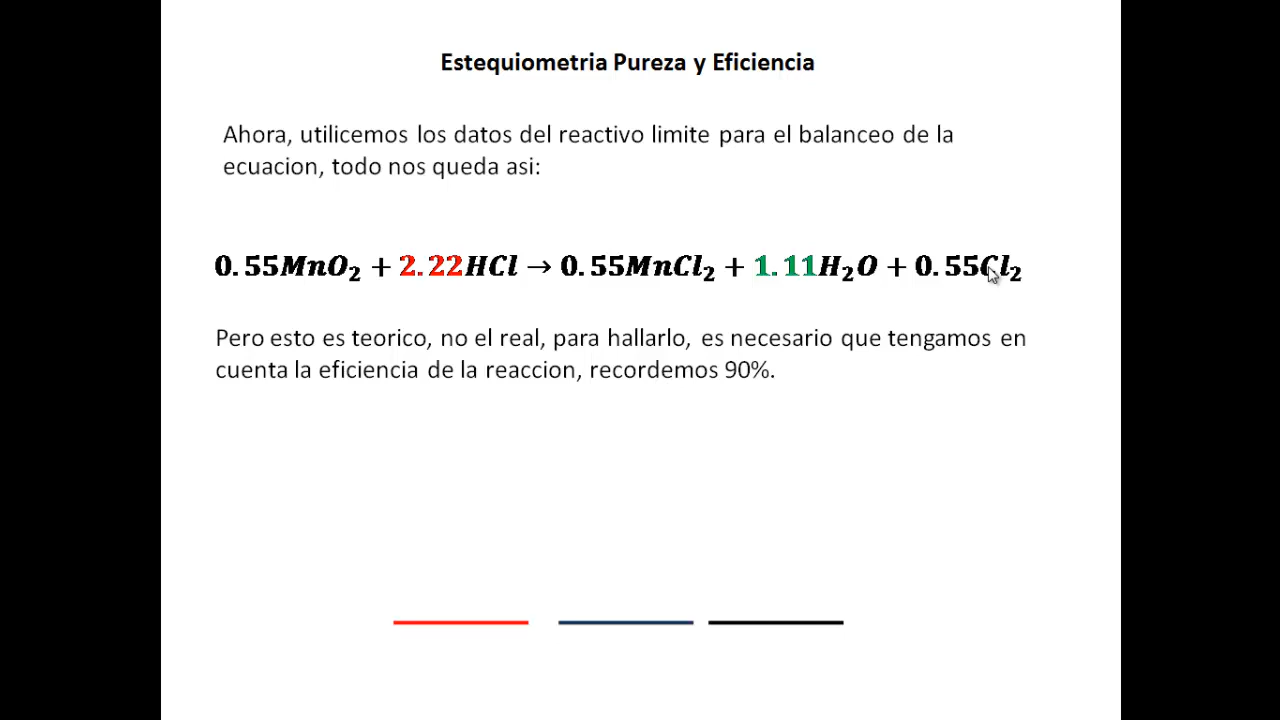 Estequiometria Pureza y Eficiencia
Ahora, utilicemos los datos del reactivo limite para el balanceo de la
ecuacion, todo nos queda asi:
0.55MnO₂ + 2.22HCl → 0.55MnCl₂ + 1.11H₂O + 0.55Cl₂
Pero esto es teorico, no el real, para hallarlo, es necesario que tengamos en
cuenta la eficiencia de la reaccion, recordemos 90%.